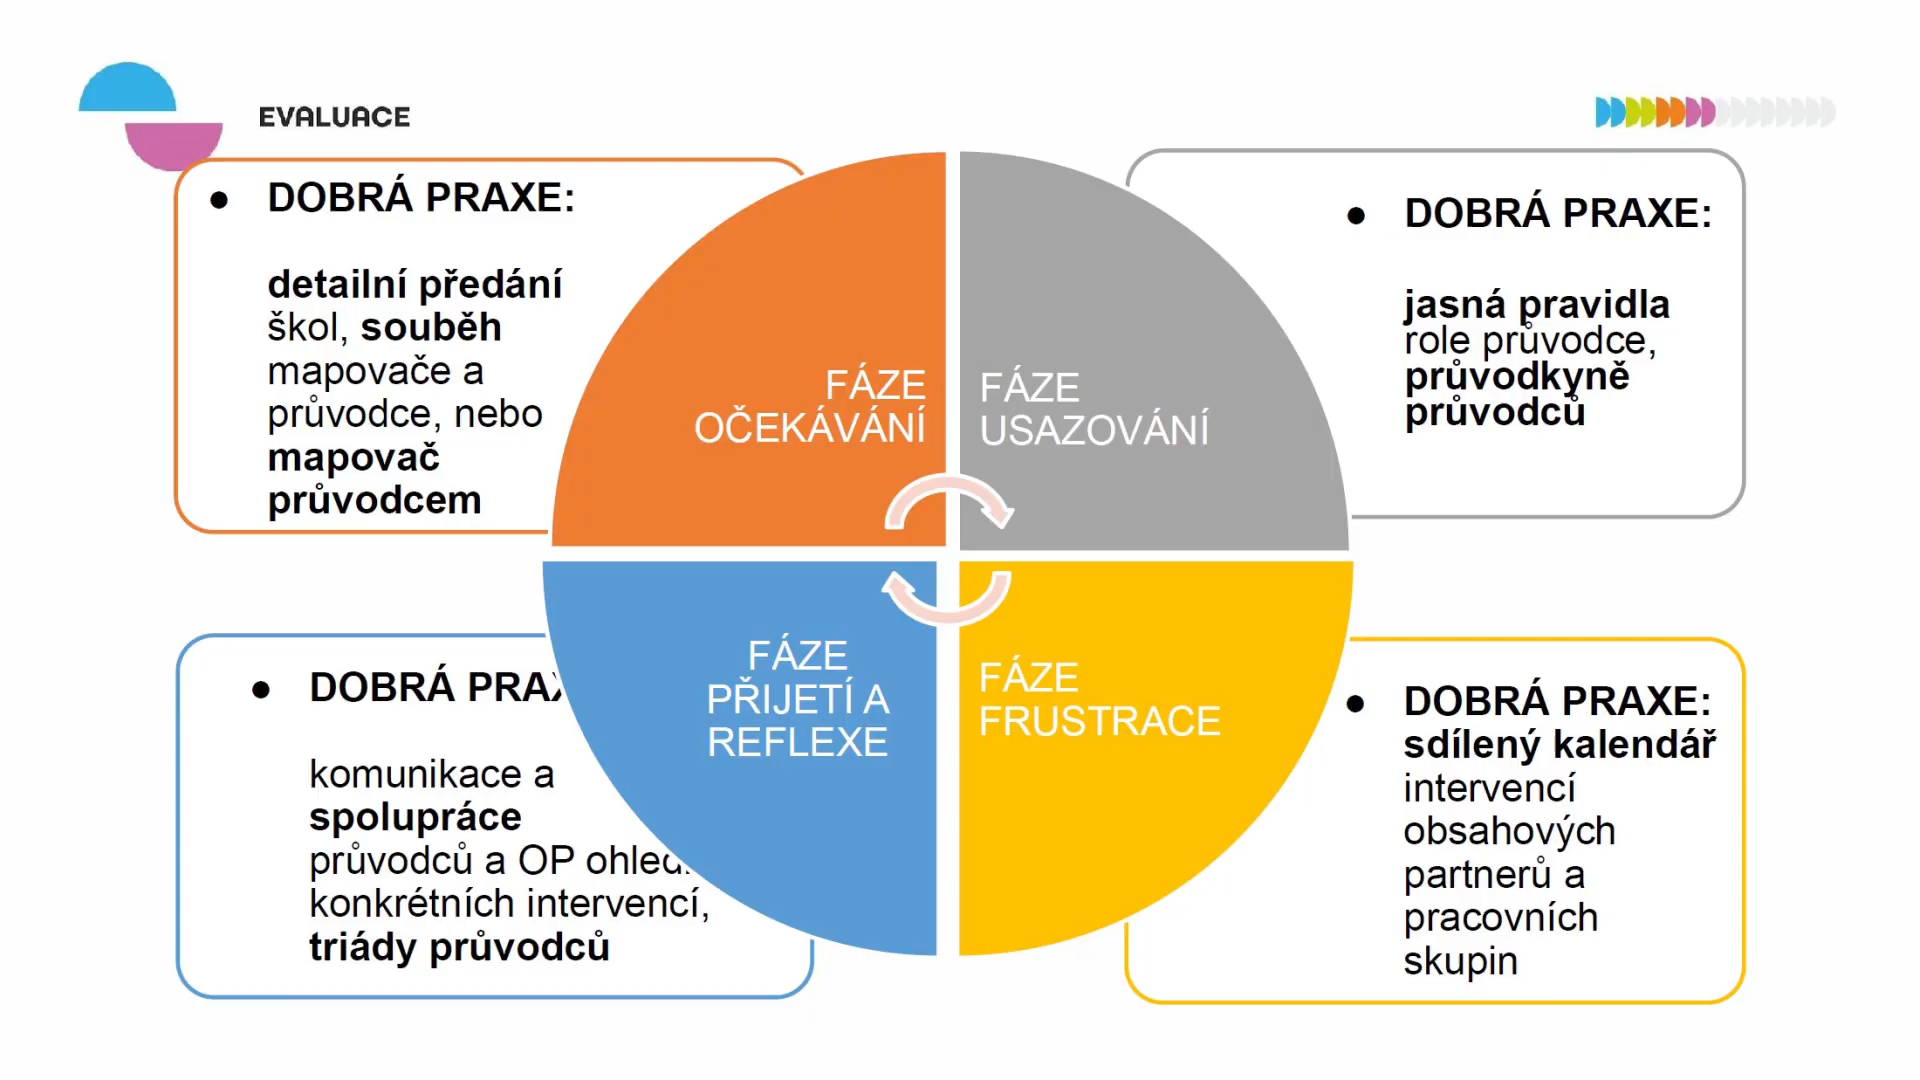 EVALUACE
DOBRÁ PRAXE:
detailní předání
škol, souběh
mapovače a
průvodce, nebo
mapovač
průvodcem
FÁZE
OČEKÁVÁNÍ
FÁZE
USAZOVÁNÍ
DOBRÁ PRAXE:
jasná pravidla
role průvodce,
průvodkyně
průvodců
DOBRÁ
komunikace a
spolupráce
průvodců a OP
konkrétních intervencí,
triády průvodců
FÁZE
PŘIJETÍ A
REFLEXE
FÁZE
FRUSTRACE
DOBRÁ PRAXE:
sdílený kalendář
intervencí
obsahových
partnerů a
pracovních
skupin